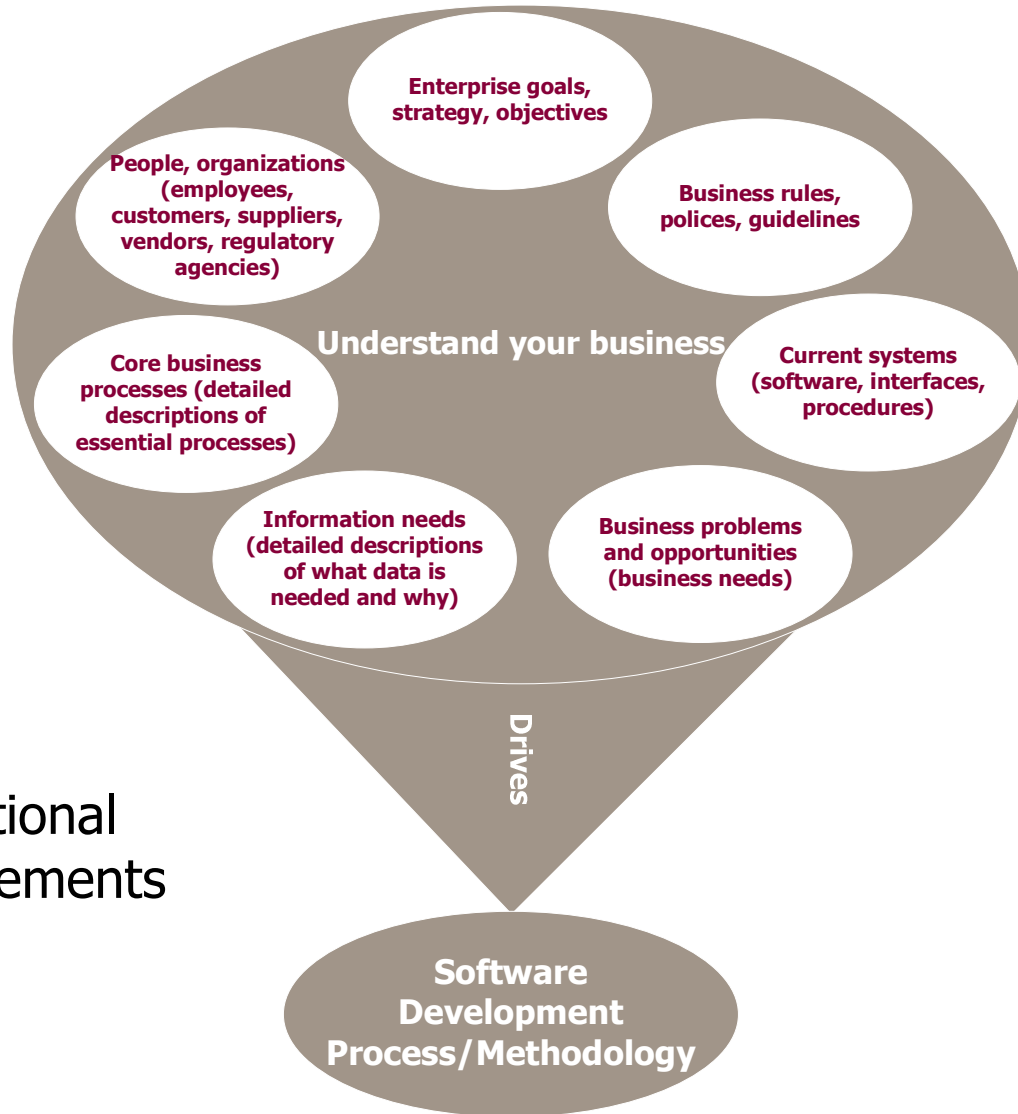 Enterprise goals,
strategy, objectives
People, organizations
(employees,
customers, suppliers,
vendors, regulatory
agencies)
Business rules,
polices, guidelines
Understand your business
Core business
processes (detailed
descriptions of
essential processes)
Current systems
(software, interfaces,
procedures)
Information needs
(detailed descriptions
of what data is
needed and why)
Business problems
and opportunities
(business needs)
Drives
tional
ements
Software
Development
Process/Methodology